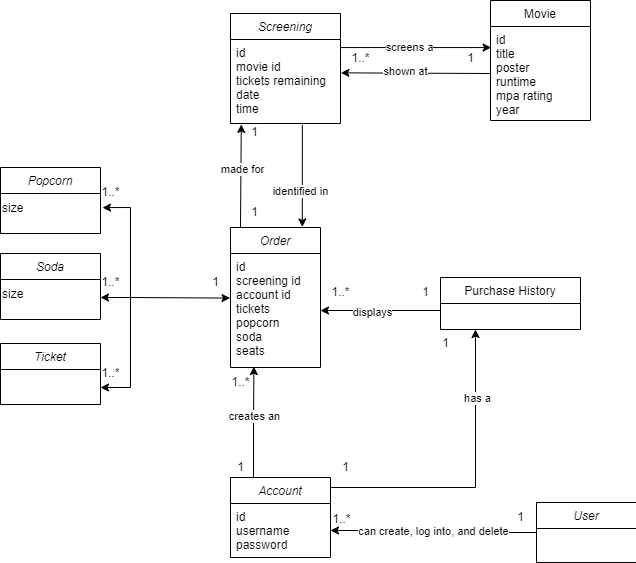 Screening
id
movie id
tickets remaining
date
time
screens a
1..*
1
shown at
Movie
id
title
poster
runtime
mpa rating
year
1
made for
identified in
1
Popcorn
size
1..*
Soda
size
1..*
Ticket
1..*
1
Order
id
screening id
account id
tickets
popcorn
soda
seats
1..*
1
displays
Purchase History
1
1..*
creates an
has a
1
1
Account
id
username
password
1..*
1
can create, log into, and delete
User